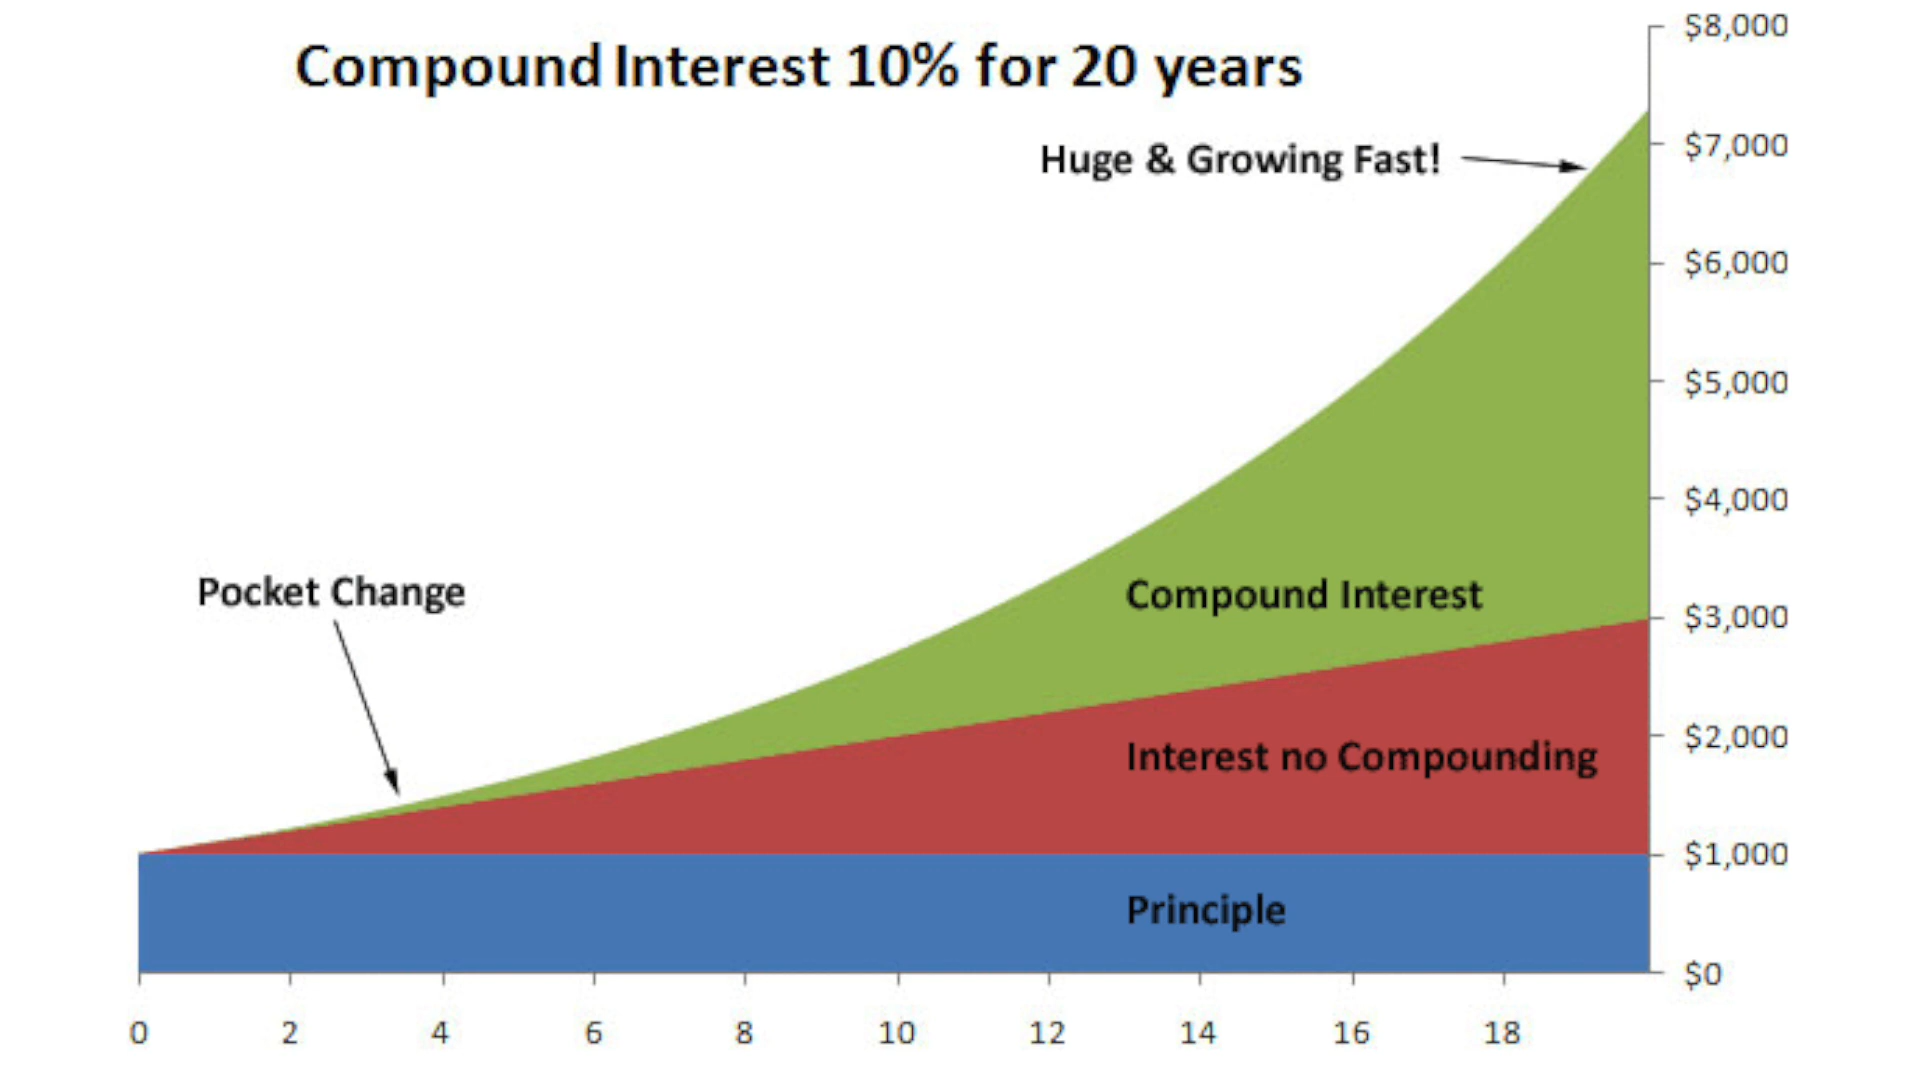 Compound Interest 10% for 20 years
$8,000
Huge & Growing Fast!
$7,000
$6,000
$5,000
$4,000
Pocket Change
Compound Interest
$3,000
Interest no Compounding
$2,000
$1,000
Principle
$0
0 2 4 6 8 10 12 14 16 18